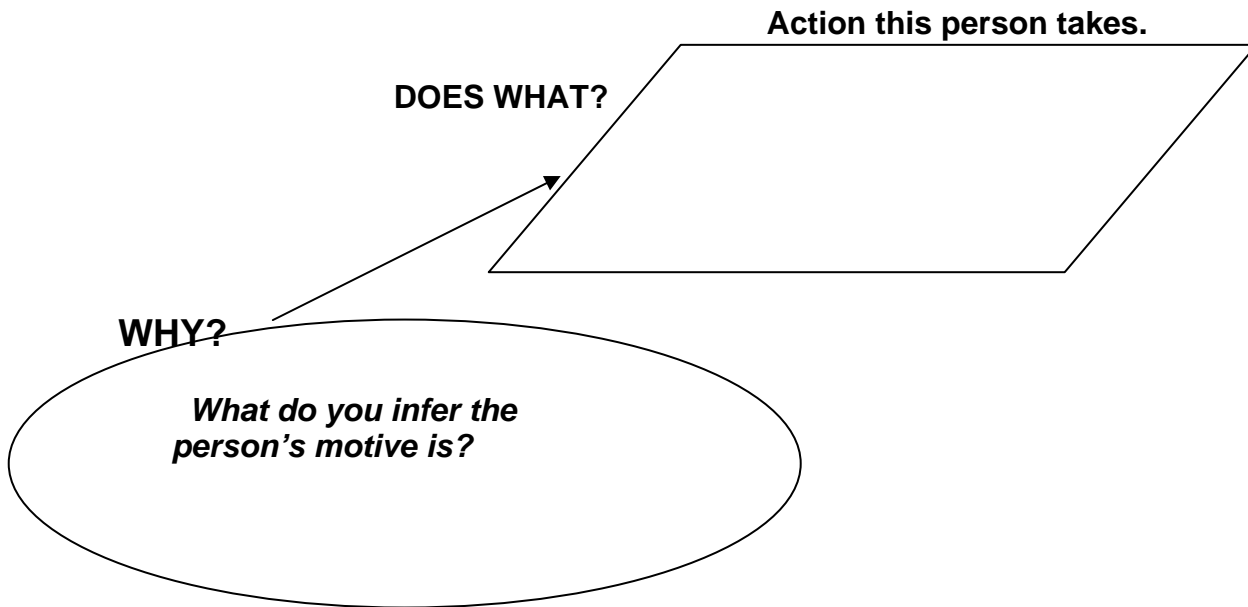 Action this person takes.
DOES WHAT?
WHY?
What do you infer the
person’s motive is?